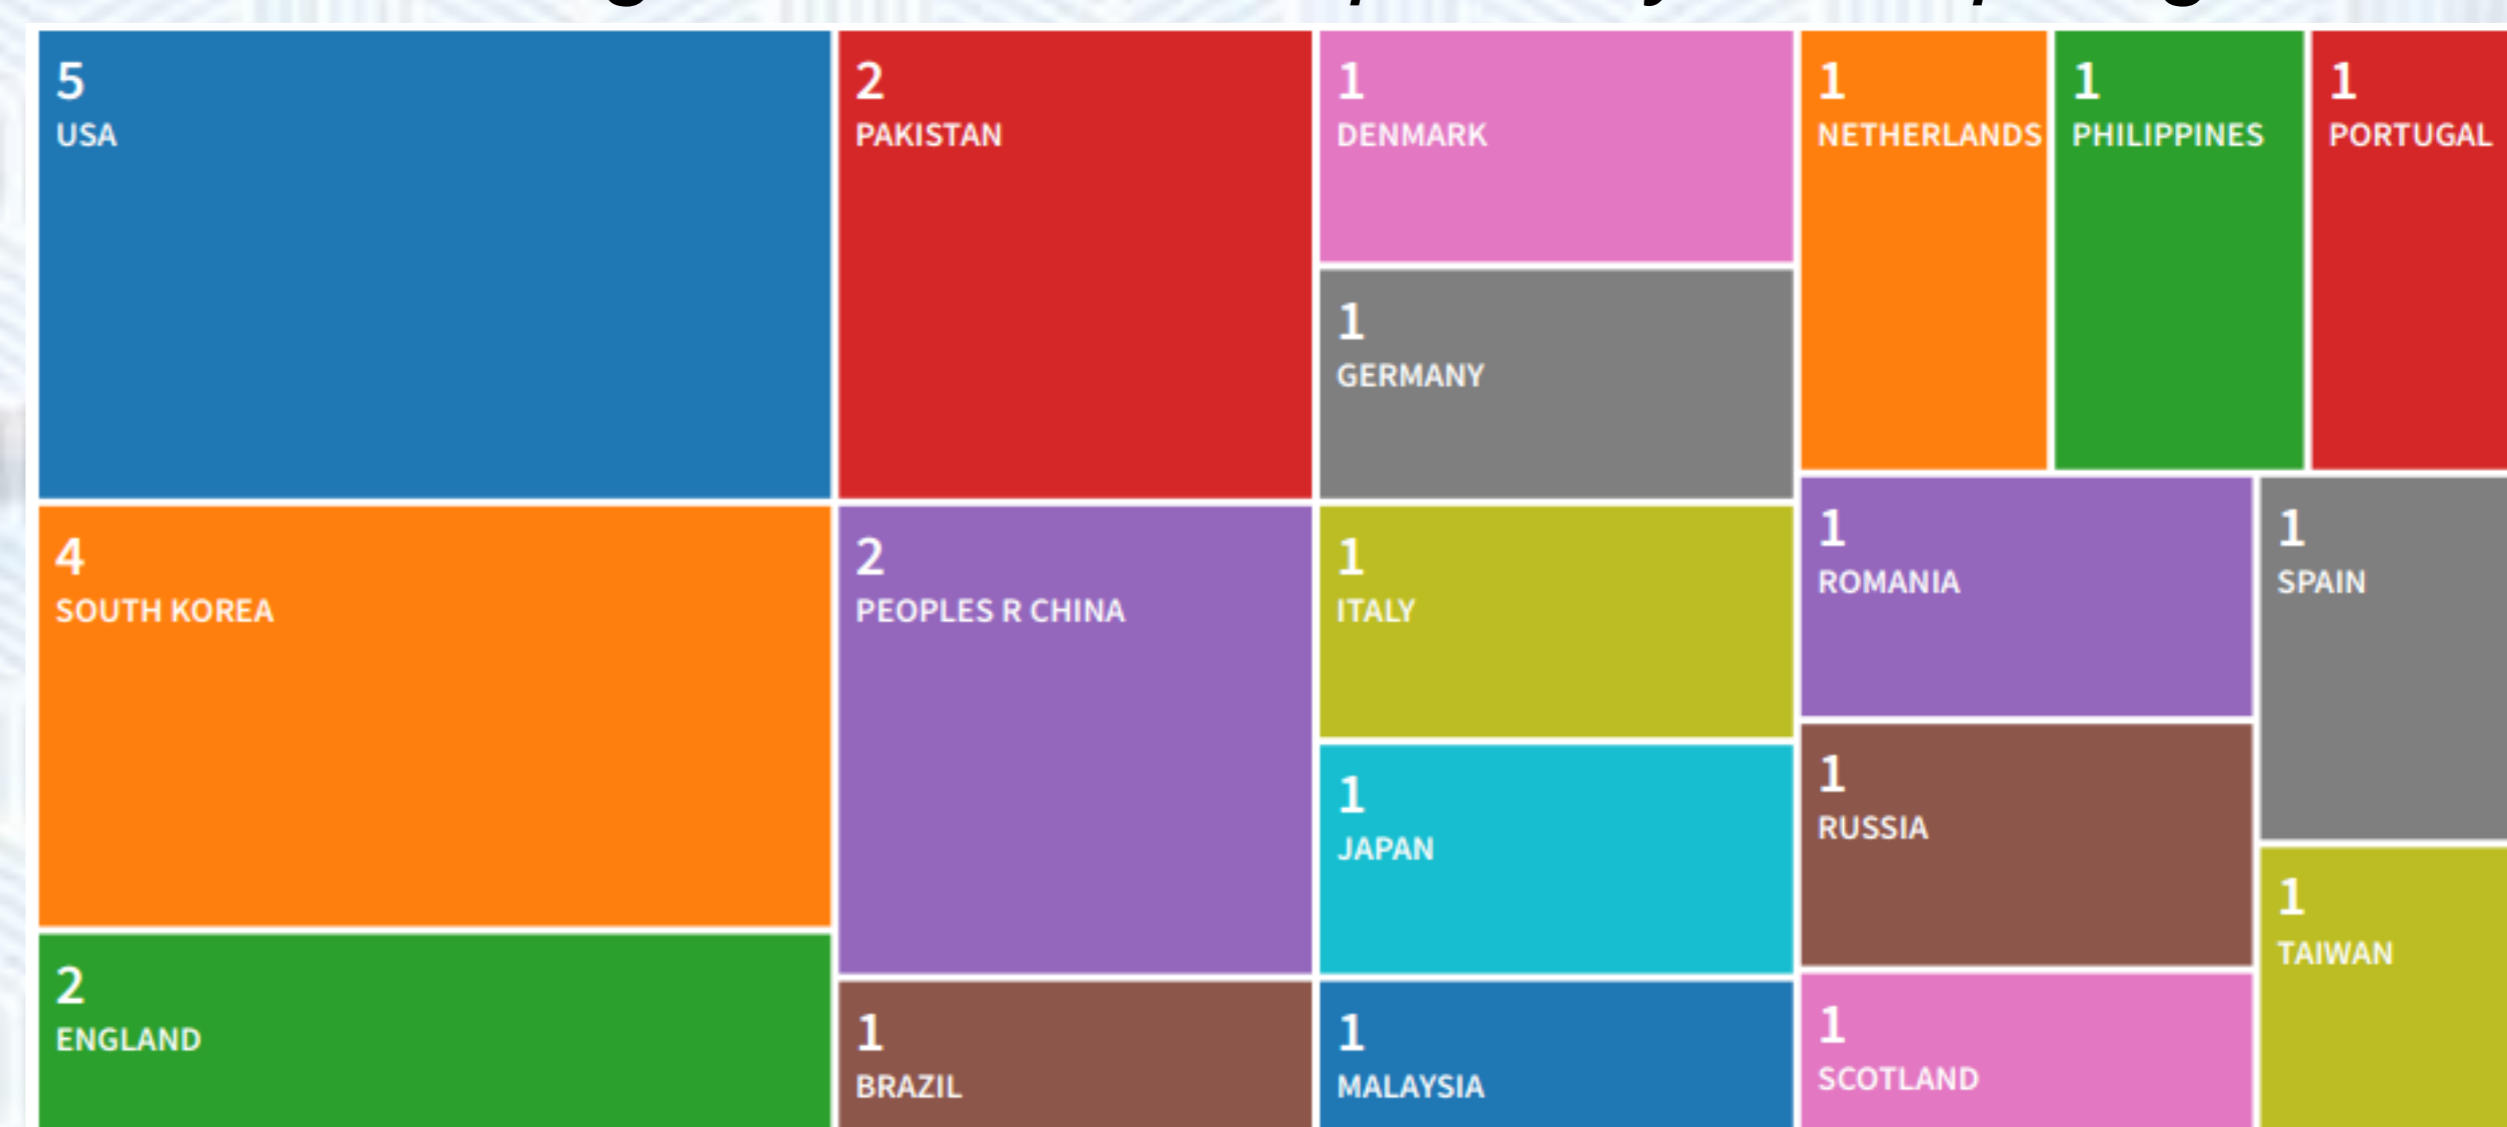 5
USA
2
PAKISTAN
1
DENMARK
1
NETHERLANDS
1
PHILIPPINES
1
PORTUGAL
1
GERMANY
4
SOUTH KOREA
2
PEOPLES R CHINA
1
ITALY
1
ROMANIA
1
SPAIN
1
JAPAN
1
RUSSIA
1
TAIWAN
2
ENGLAND
1
BRAZIL
1
MALAYSIA
1
SCOTLAND